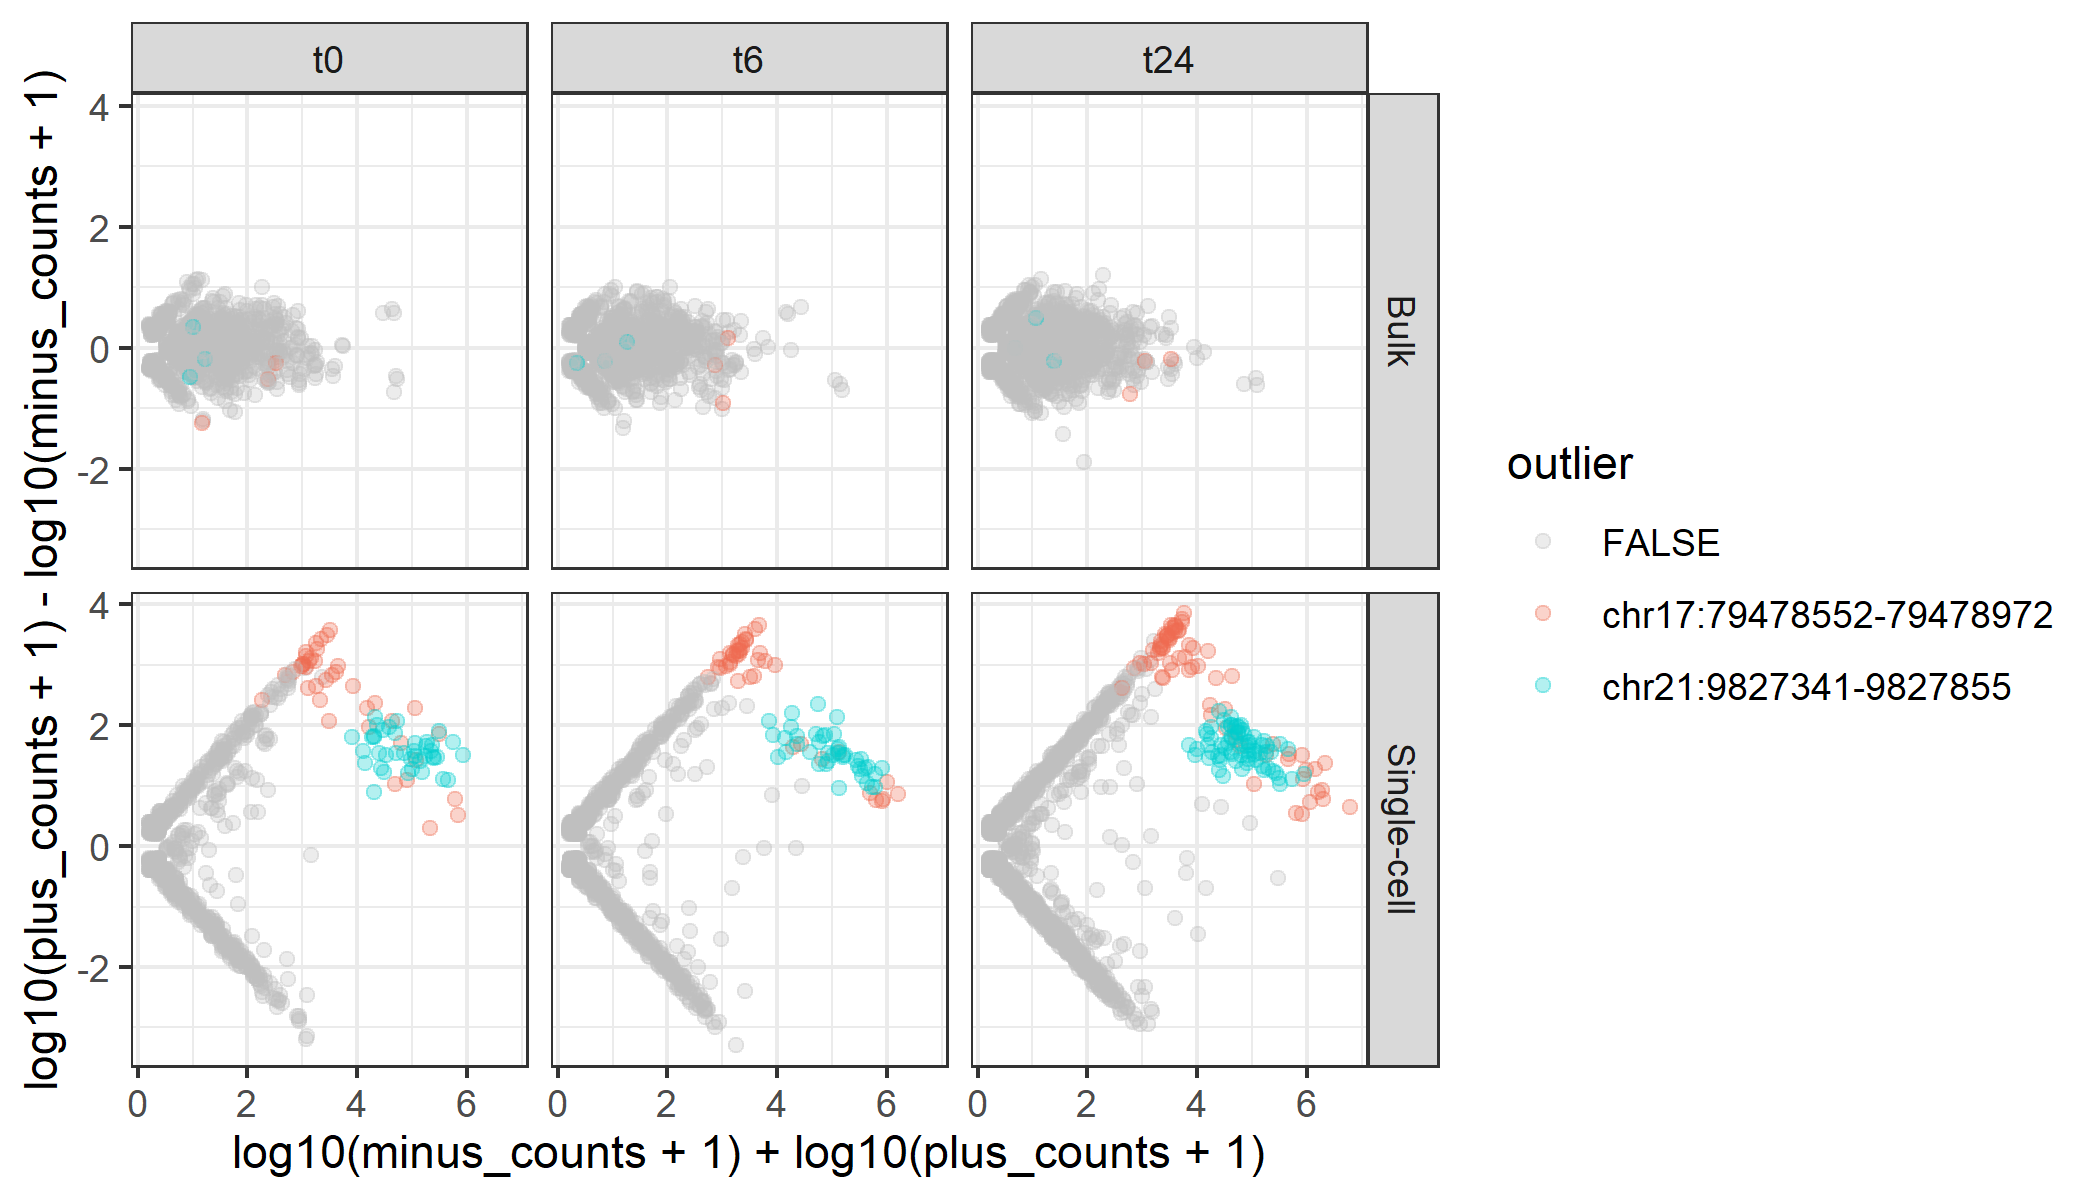 t0 t6 t24
4
2
0
-2
Bulk
4
2
0
-2
Single-cell
0 2 4 6 0 2 4 6 0 2 4 6
log10(minus_counts + 1) + log10(plus_counts + 1)
log10(plus_counts + 1) - log10(minus_counts + 1)
outlier
FALSE
chr17:79478552-79478972
chr21:9827341-9827855